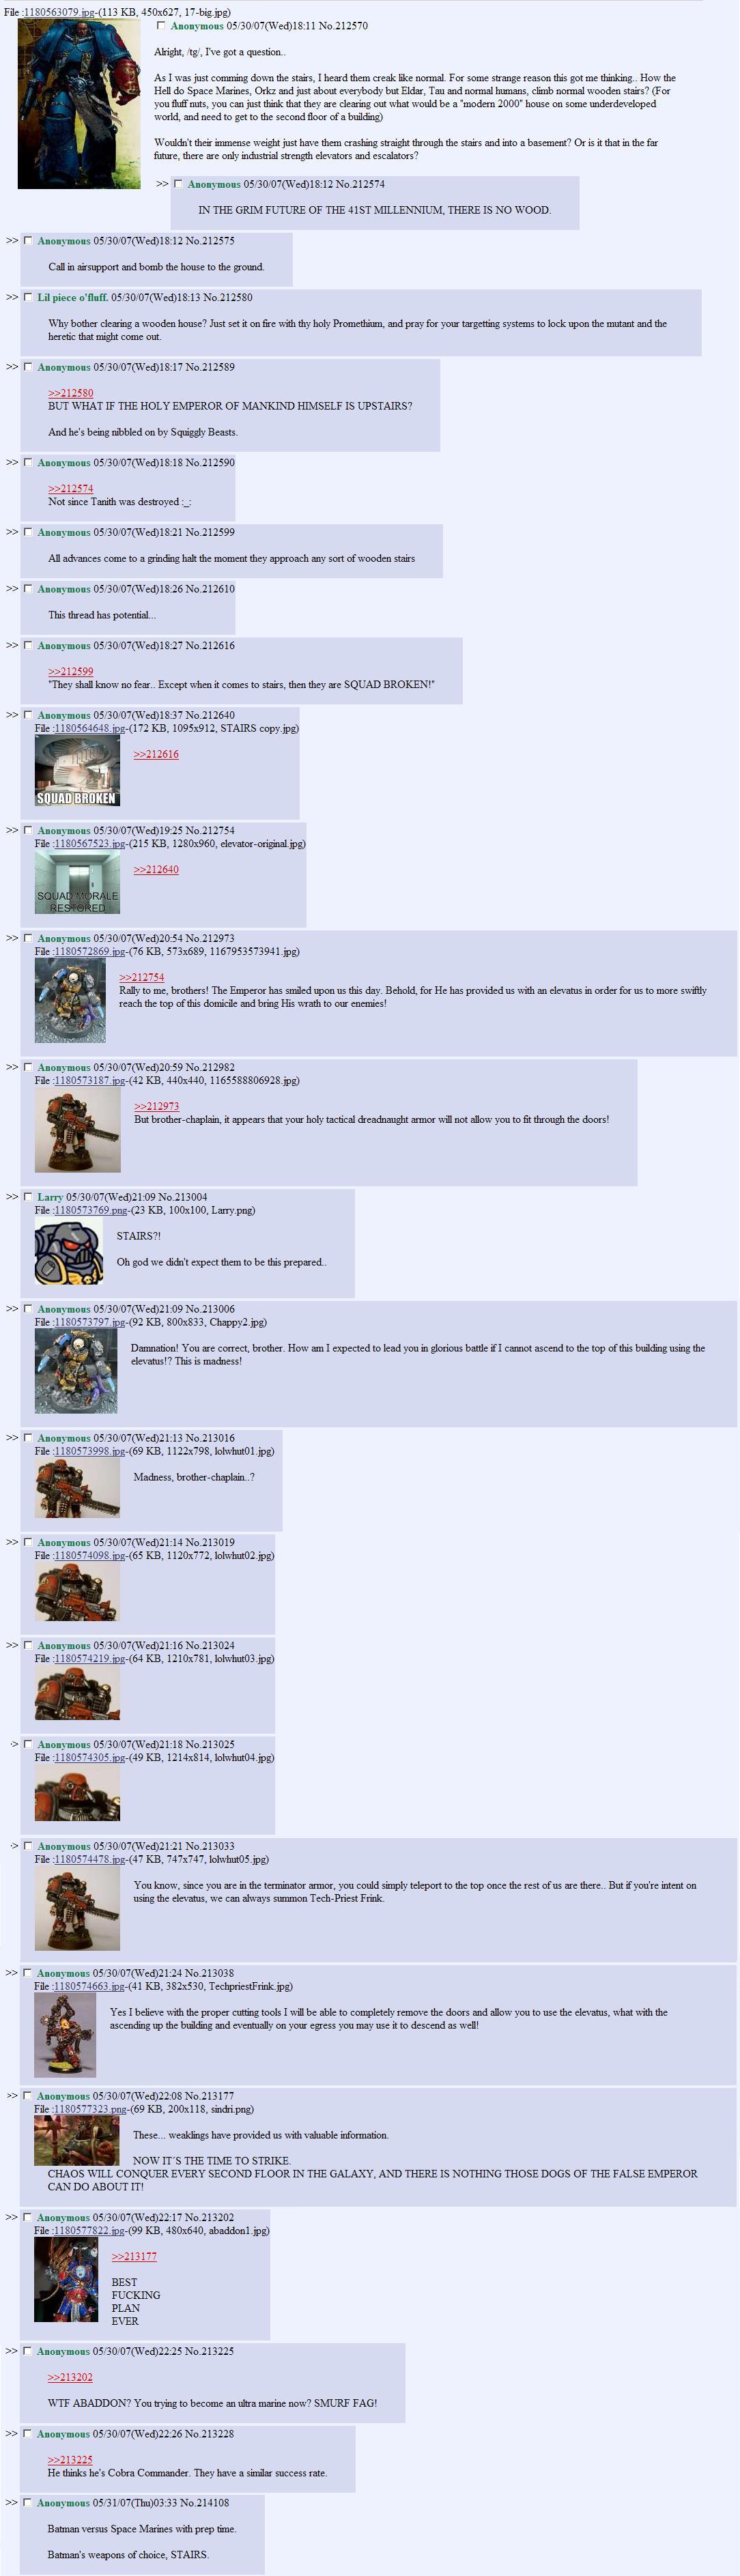 File :1180563079.jpg-(113 KB, 450x627, 17-big.jpg)
Anonymous 05/30/07(Wed)18:11 No.212570
Alright, /tg/, I've got a question..
As I was just comming down the stairs, I heard them creak like normal. For some strange reason this got me thinking.. How the
Hell do Space Marines, Orkz and just about everybody but Eldar, Tau and normal humans, climb normal wooden stairs? (For
you fluff nuts, you can just think that they are clearing out what would be a "modern 2000" house on some underdeveloped
world, and need to get to the second floor of a building)
Wouldn't their immense weight just have them crashing straight through the stairs and into a basement? Or is it that in the far
future, there are only industrial strength elevators and escalators?
>> Anonymous 05/30/07(Wed)18:12 No.212574
IN THE GRIM FUTURE OF THE 41ST MILLENNIUM, THERE IS NO WOOD.
>> Anonymous 05/30/07(Wed)18:12 No.212575
Call in airsupport and bomb the house to the ground.
>> Lil piece o'fluff. 05/30/07(Wed)18:13 No.212580
Why bother clearing a wooden house? Just set it on fire with thy holy Promethium, and pray for your targetting systems to lock upon the mutant and the
heretic that might come out.
>> Anonymous 05/30/07(Wed)18:17 No.212589
>>212580
BUT WHAT IF THE HOLY EMPEROR OF MANKIND HIMSELF IS UPSTAIRS?
And he's being nibbled on by Squiggly Beasts.
>> Anonymous 05/30/07(Wed)18:18 No.212590
>>212574
Not since Tanith was destroyed :_:
>> Anonymous 05/30/07(Wed)18:21 No.212599
All advances come to a grinding halt the moment they approach any sort of wooden stairs
>> Anonymous 05/30/07(Wed)18:26 No.212610
This thread has potential...
>> Anonymous 05/30/07(Wed)18:27 No.212616
>>212599
"They shall know no fear.. Except when it comes to stairs, then they are SQUAD BROKEN!"
>> Anonymous 05/30/07(Wed)18:37 No.212640
File :1180564648.jpg-(172 KB, 1095x912, STAIRS copy.jpg)
>>212616
SQUAD BROKEN
>> Anonymous 05/30/07(Wed)19:25 No.212754
File :1180567523.jpg-(215 KB, 1280x960, elevator-original.jpg)
>>212640
SQUAD MORALE
RESTORED
>> Anonymous 05/30/07(Wed)20:54 No.212973
File :1180572869.jpg-(76 KB, 573x689, 1167953573941.jpg)
>>212754
Rally to me, brothers! The Emperor has smiled upon us this day. Behold, for He has provided us with an elevatus in order for us to more swiftly
reach the top of this domicile and bring His wrath to our enemies!
>> Anonymous 05/30/07(Wed)20:59 No.212982
File :1180573187.jpg-(42 KB, 440x440, 1165588806928.jpg)
>>212973
But brother-chaplain, it appears that your holy tactical dreadnaught armor will not allow you to fit through the doors!
>> Larry 05/30/07(Wed)21:09 No.213004
File :1180573769.png-(23 KB, 100x100, Larry.png)
STAIRS?!
Oh god we didn't expect them to be this prepared..
>> Anonymous 05/30/07(Wed)21:09 No.213006
File :1180573797.jpg-(92 KB, 800x833, Chappy2.jpg)
Damnation! You are correct, brother. How am I expected to lead you in glorious battle if I cannot ascend to the top of this building using the
elevatus!? This is madness!
>> Anonymous 05/30/07(Wed)21:13 No.213016
File :1180573998.jpg-(69 KB, 1122x798, lolwhut01.jpg)
Madness, brother-chaplain..?
>> Anonymous 05/30/07(Wed)21:14 No.213019
File :1180574098.jpg-(65 KB, 1120x772, lolwhut02.jpg)
>> Anonymous 05/30/07(Wed)21:16 No.213024
File :1180574219.jpg-(64 KB, 1210x781, lolwhut03.jpg)
>> Anonymous 05/30/07(Wed)21:18 No.213025
File :1180574305.jpg-(49 KB, 1214x814, lolwhut04.jpg)
>> Anonymous 05/30/07(Wed)21:21 No.213033
File :1180574478.jpg-(47 KB, 747x747, lolwhut05.jpg)
You know, since you are in the terminator armor, you could simply teleport to the top once the rest of us are there.. But if you're intent on
using the elevatus, we can always summon Tech-Priest Frink.
>> Anonymous 05/30/07(Wed)21:24 No.213038
File :1180574663.jpg-(41 KB, 382x530, TechpriestFrink.jpg)
Yes I believe with the proper cutting tools I will be able to completely remove the doors and allow you to use the elevatus, what with the
ascending up the building and eventually on your egress you may use it to descend as well!
>> Anonymous 05/30/07(Wed)22:08 No.213177
File :1180577323.png-(69 KB, 200x118, sindri.png)
These... weaklings have provided us with valuable information.
NOW IT´S THE TIME TO STRIKE.
CHAOS WILL CONQUER EVERY SECOND FLOOR IN THE GALAXY, AND THERE IS NOTHING THOSE DOGS OF THE FALSE EMPEROR
CAN DO ABOUT IT!
>> Anonymous 05/30/07(Wed)22:17 No.213202
File :1180577822.jpg-(99 KB, 480x640, abaddon1.jpg)
>>213177
BEST
FUCKING
PLAN
EVER
>> Anonymous 05/30/07(Wed)22:25 No.213225
>>213202
WTF ABADDON? You trying to become an ultra marine now? SMURF FAG!
>> Anonymous 05/30/07(Wed)22:26 No.213228
>>213225
He thinks he's Cobra Commander. They have a similar success rate.
>> Anonymous 05/31/07(Thu)03:33 No.214108
Batman versus Space Marines with prep time.
Batman's weapons of choice, STAIRS.